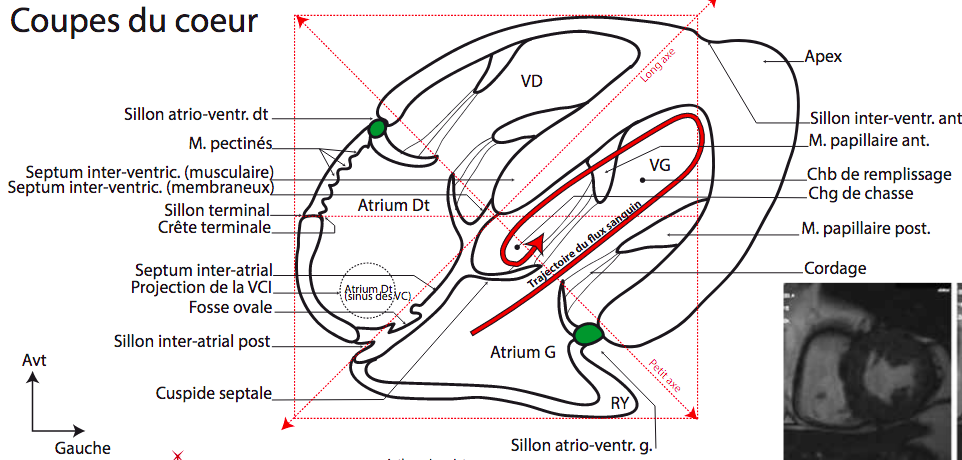 Coupes du coeur
Long axe
VD
Apex
Sillon atrio-ventr. dt
Sillon inter-ventr. ant
M. pectinés
M. papillaire ant.
Septum inter-ventric. (musculaire)
VG
Chb de remplissage
Septum inter-ventric. (membraneux)
Chg de chasse
Sillon terminal
Atrium Dt
Crête terminale
M. papillaire post.
Trajectoire du flux sanguin
Septum inter-atrial
Cordage
Projection de la VCI
Atrium Dt
(sinus des VC)
Fosse ovale
Sillon inter-atrial post
Atrium G
Avt
Petit axe
Cuspide septale
RY
Gauche
Sillon atrio-ventr. g.